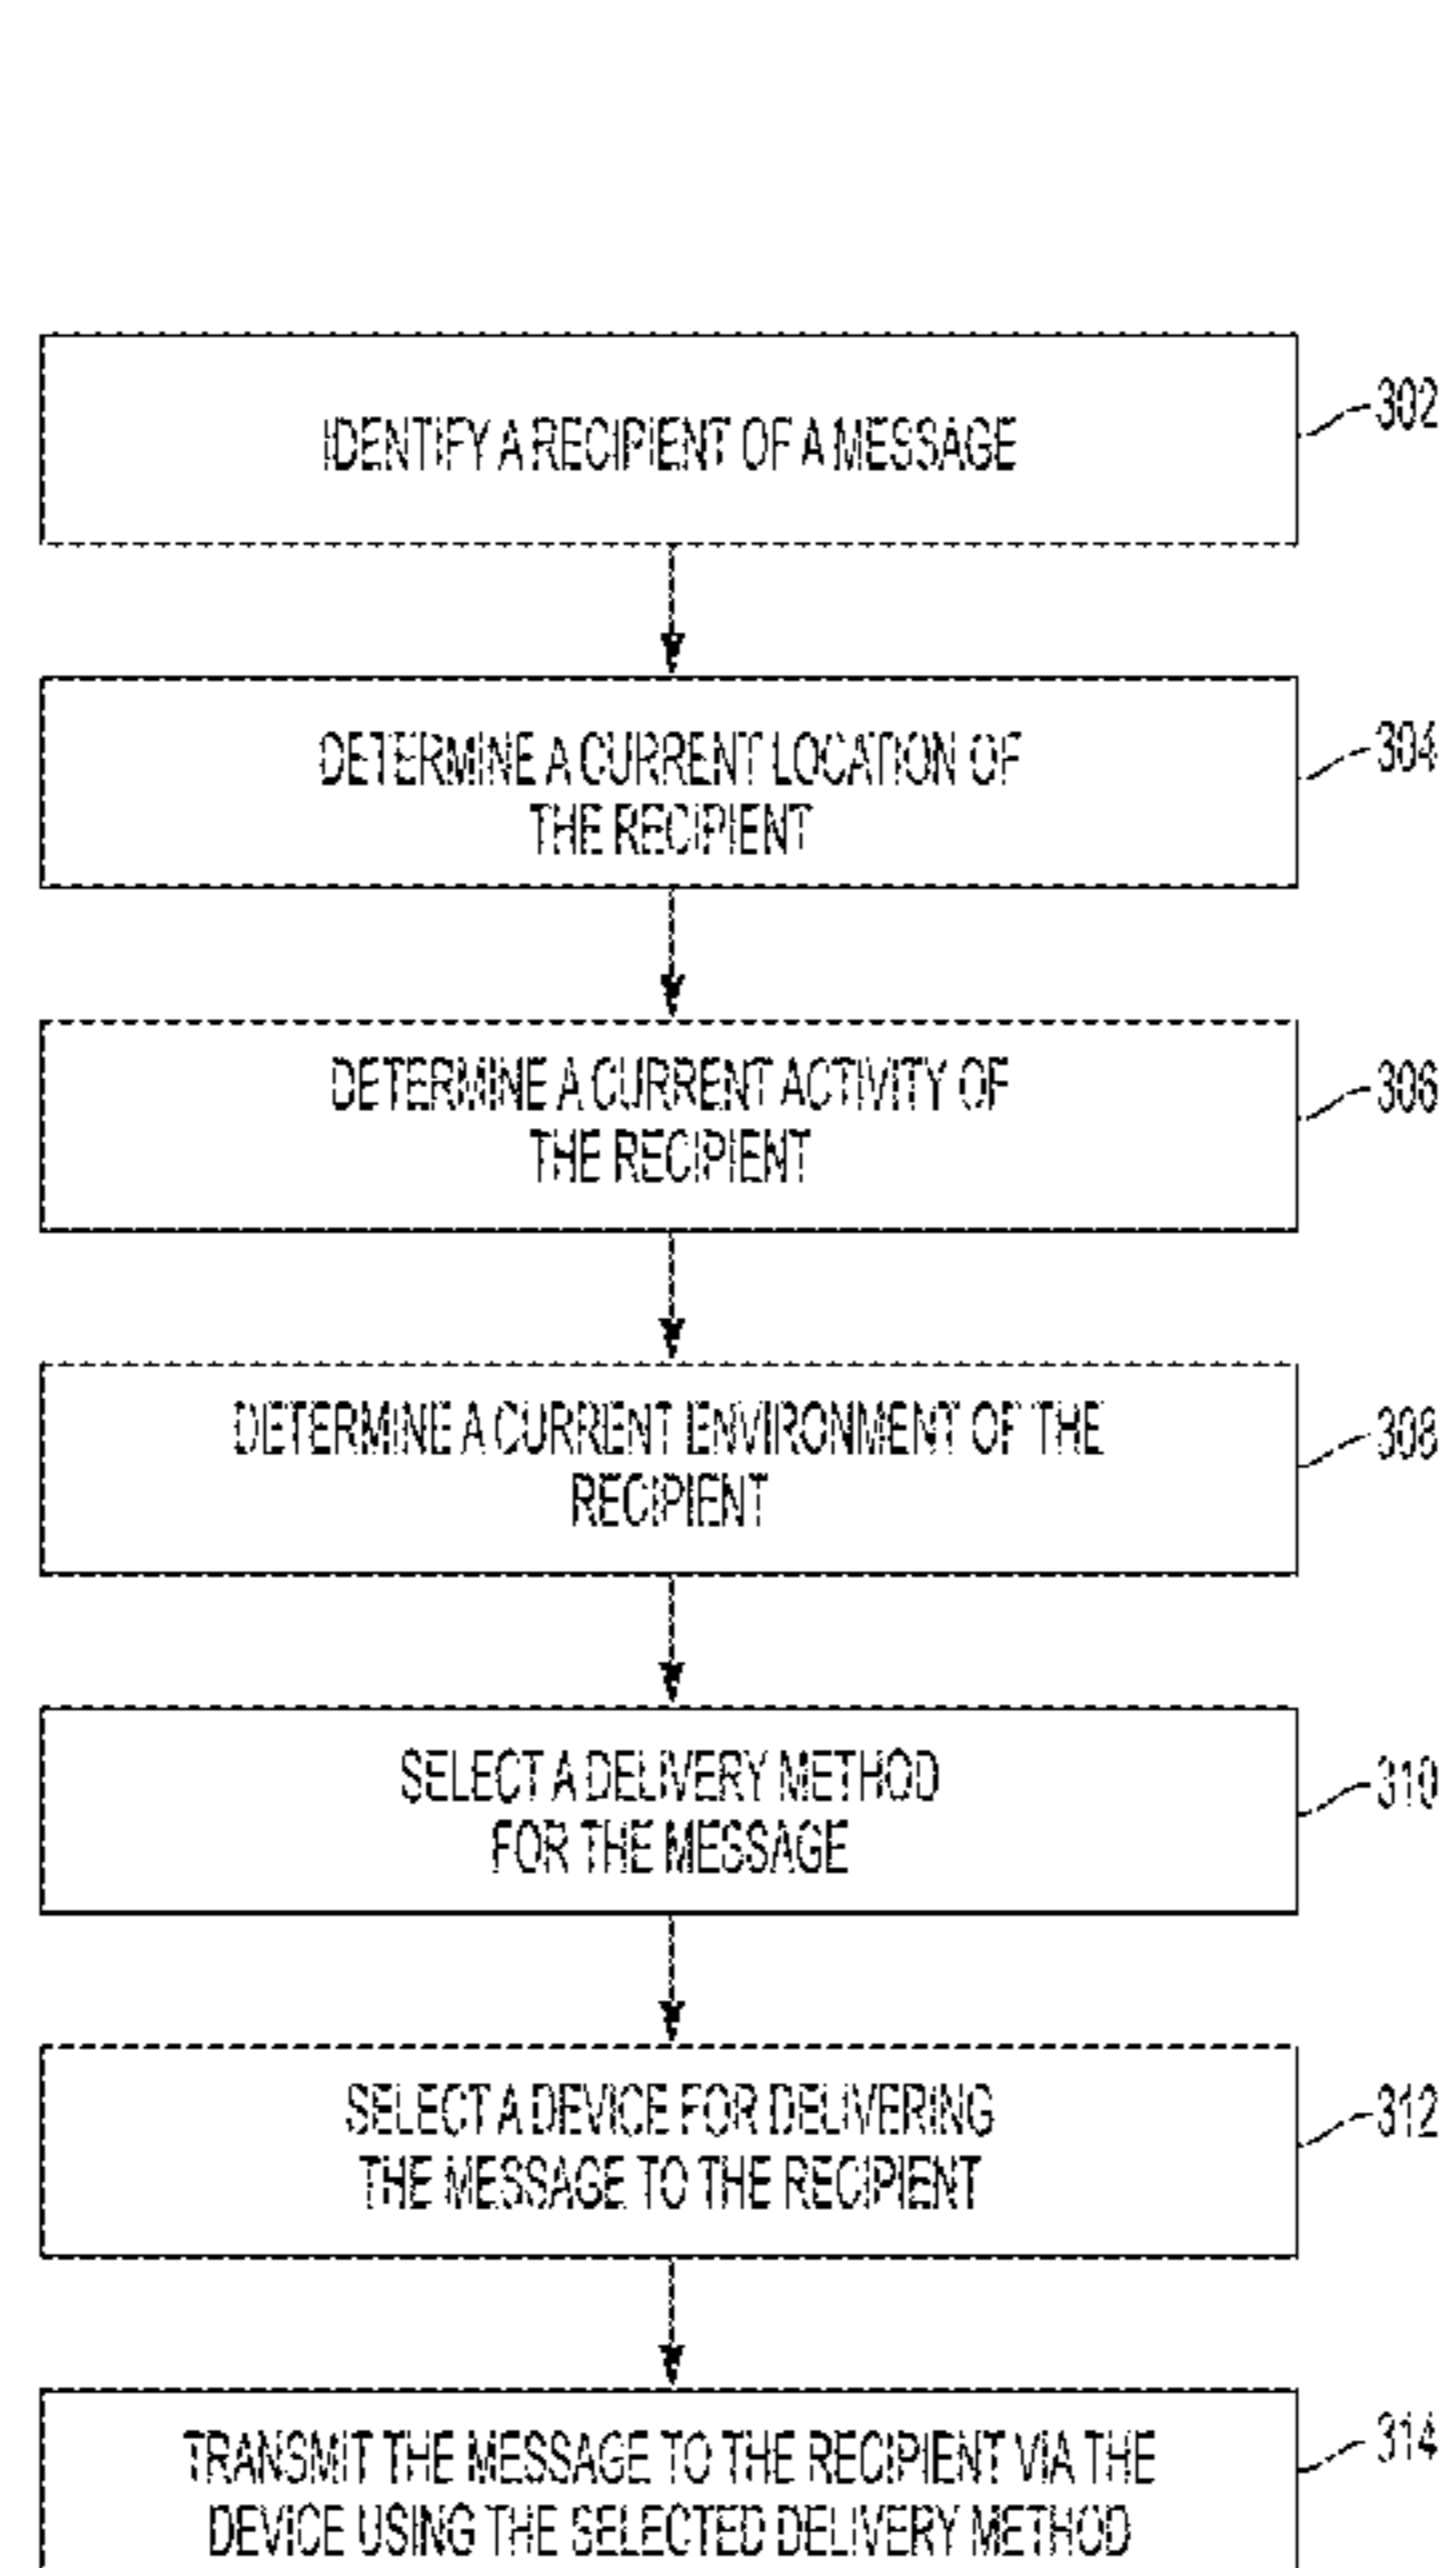 IDENTIFY A RECIPIENT OF A MESSAGE
302
DETERMINE A CURRENT LOCATION OF
THE RECIPIENT
304
DETERMINE A CURRENT ACTIVITY OF
THE RECIPIENT
306
DETERMINE A CURRENT ENVIRONMENT OF THE
RECIPIENT
308
SELECT A DELIVERY METHOD
FOR THE MESSAGE
310
SELECT A DEVICE FOR DELIVERING
THE MESSAGE TO THE RECIPIENT
312
TRANSMIT THE MESSAGE TO THE RECIPIENT VIA THE
DEVICE USING THE SELECTED DELIVERY METHOD
314